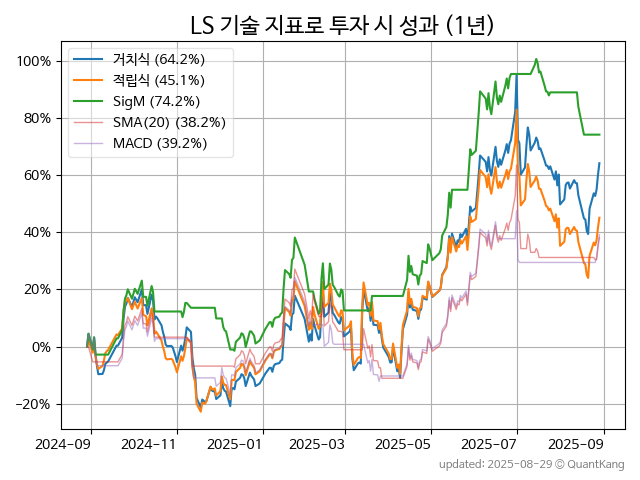 LS 기술 지표로 투자 시 성과 (1년)
거치식 (64.2%)
적립식 (45.1%)
SigM (74.2%)
SMA(20) (38.2%)
MACD (39.2%)
100%
80%
60%
40%
20%
0%
−20%
2024-09
2024-11
2025-01
2025-03
2025-05
2025-07
2025-09
updated: 2025-08-29 © QuantKang